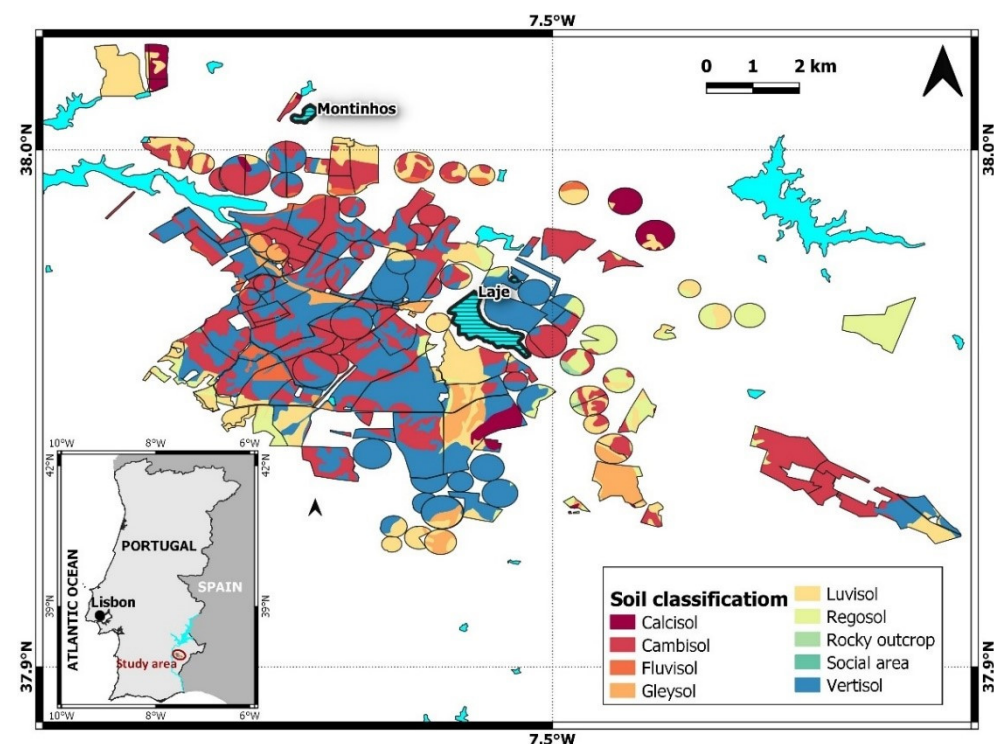 7.5°W
0 1 2 km
Montinhos
38.0°N
38.0°N
Laje
10°W 8°W 6°W
42°N
42°N
PORTUGAL
SPAIN
ATLANTIC OCEAN
Lisbon
39°N
39°N
Study area
10°W 8°W 6°W
Soil classificatiom
Calcisol
Cambisol
Fluvisol
Gleysol
Luvisol
Regosol
Rocky outcrop
Social area
Vertisol
37.9°N
37.9°N
7.5°W